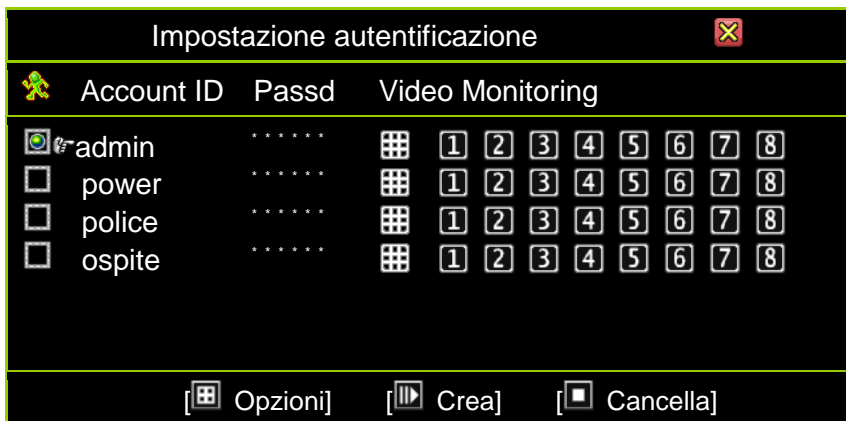 Impostazione autentificazione
Account ID Passd Video Monitoring
admin ****** 1 2 3 4 5 6 7 8
power ****** 1 2 3 4 5 6 7 8
police ****** 1 2 3 4 5 6 7 8
ospite ****** 1 2 3 4 5 6 7 8
[ Opzioni] [ Crea] [ Cancella]